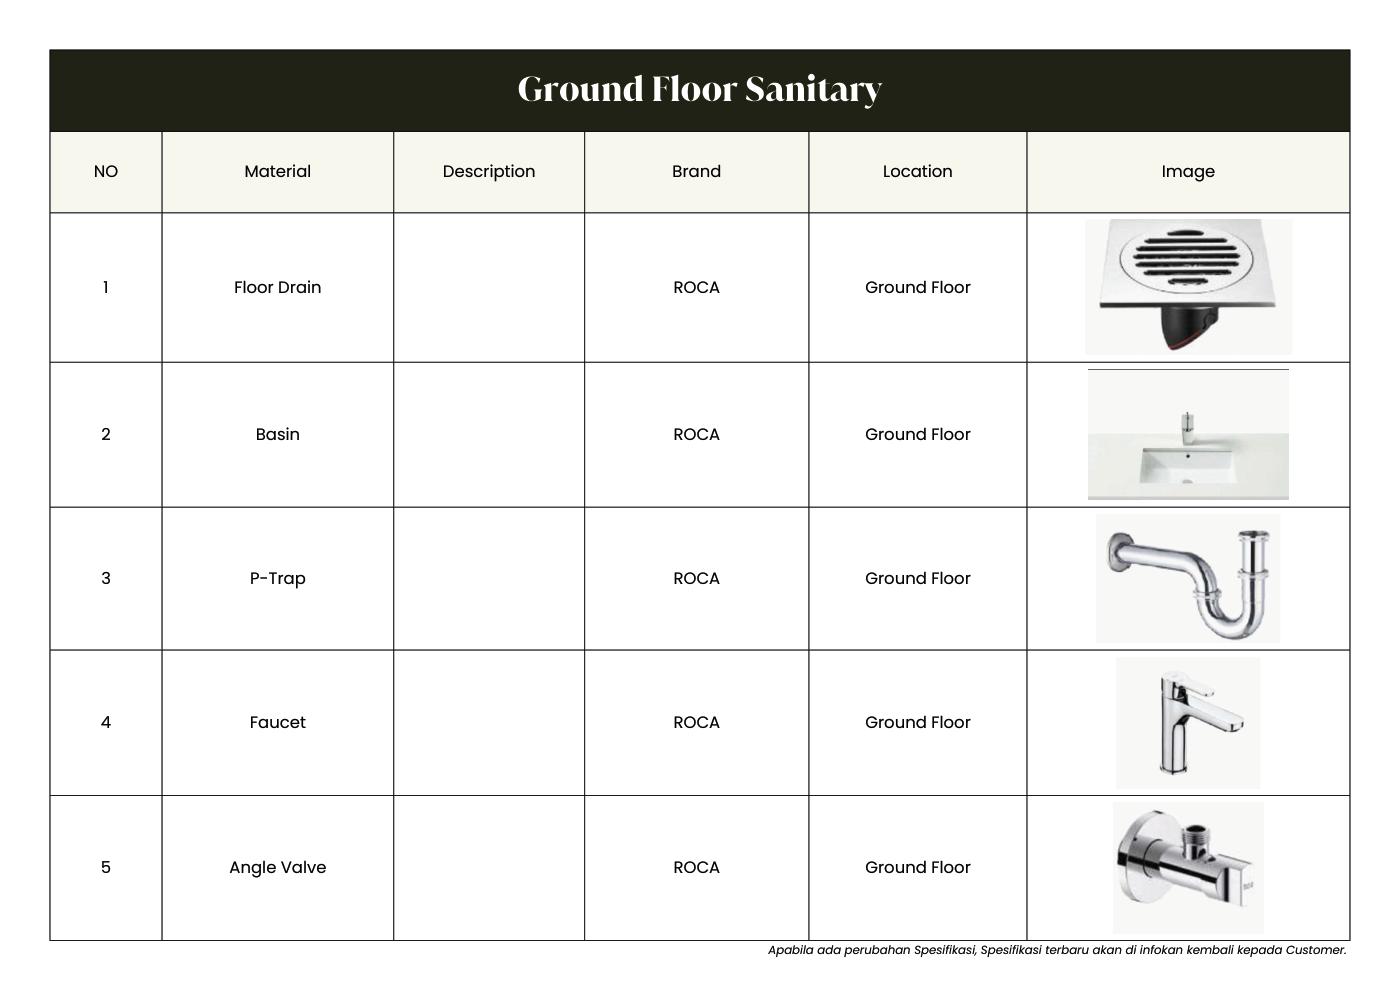 Ground Floor Sanitary
NO Material Description Brand Location Image
1 Floor Drain ROCA Ground Floor
2 Basin ROCA Ground Floor
3 P-Trap ROCA Ground Floor
4 Faucet ROCA Ground Floor
5 Angle Valve ROCA Ground Floor
Apabila ada perubahan Spesifikasi, Spesifikasi terbaru akan di infokan kembali kepada Customer.